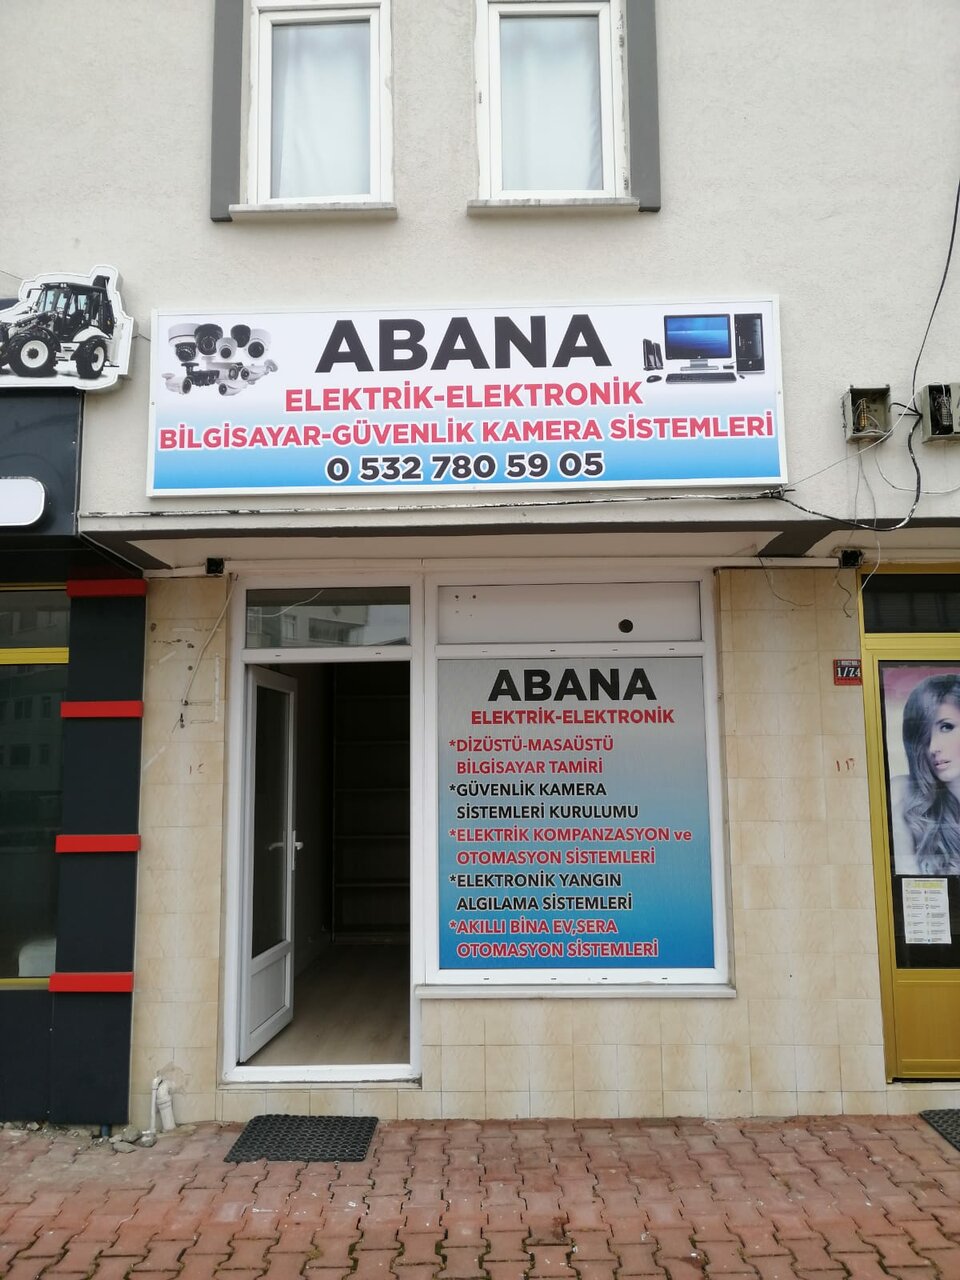 ABANA
ELEKTRİK-ELEKTRONİK
BİLGİSAYAR-GÜVENLİK KAMERA SİSTEMLERİ
0 532 780 59 05
ABANA
ELEKTRİK-ELEKTRONİK
*DİZÜSTÜ-MASAÜSTÜ
BİLGİSAYAR TAMİRİ
*GÜVENLİK KAMERA
SİSTEMLERİ KURULUMU
*ELEKTRİK KOMPANZASYON ve
OTOMASYON SİSTEMLERİ
*ELEKTRONİK YANGIN
ALGILAMA SİSTEMLERİ
*AKILLI BİNA EV,SERA
OTOMASYON SİSTEMLERİ
1/Z4